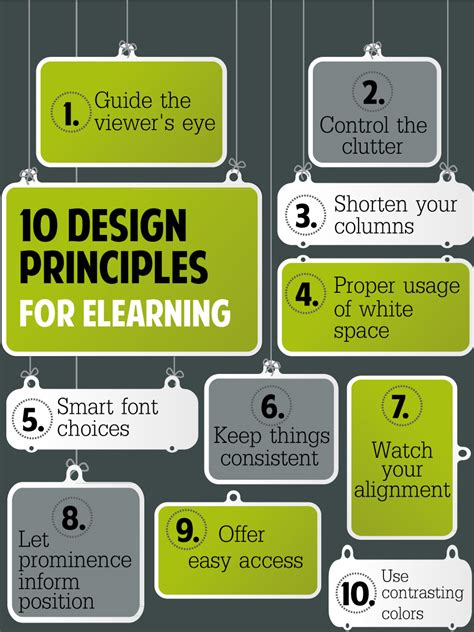 1.
Guide the
viewer's eye
2.
Control the
clutter
10 DESIGN
PRINCIPLES
FOR ELEARNING
3.
Shorten your
columns
4.
Proper usage
of white
space
5.
Smart font
choices
6.
Keep things
consistent
7.
Watch
your
alignment
8.
Let
prominence
inform
position
9.
Offer
easy access
10.
Use
contrasting
colors